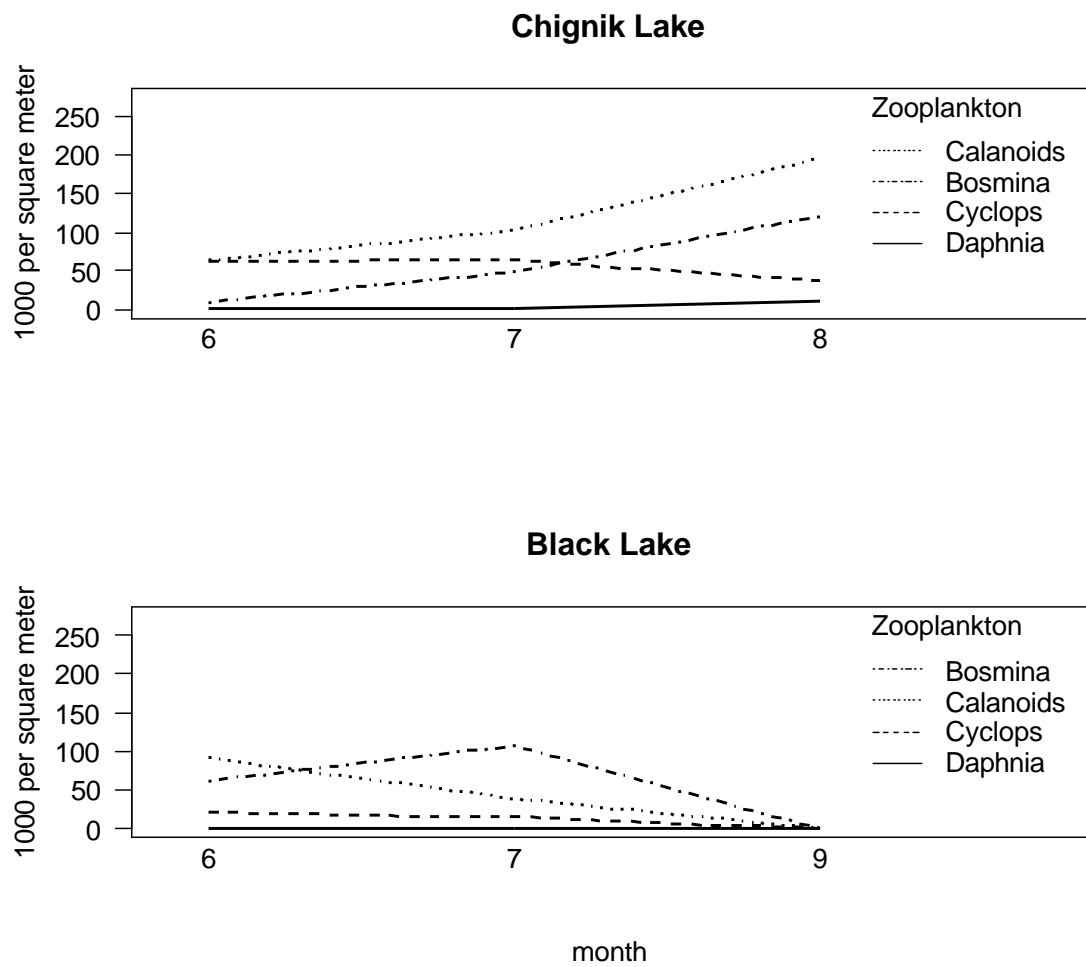 Chignik Lake
1000 per square meter
250
200
150
100
50
0
6 7 8
Zooplankton
Calanoids
Bosmina
Cyclops
Daphnia
Black Lake
1000 per square meter
250
200
150
100
50
0
6 7 9
Zooplankton
Bosmina
Calanoids
Cyclops
Daphnia
month